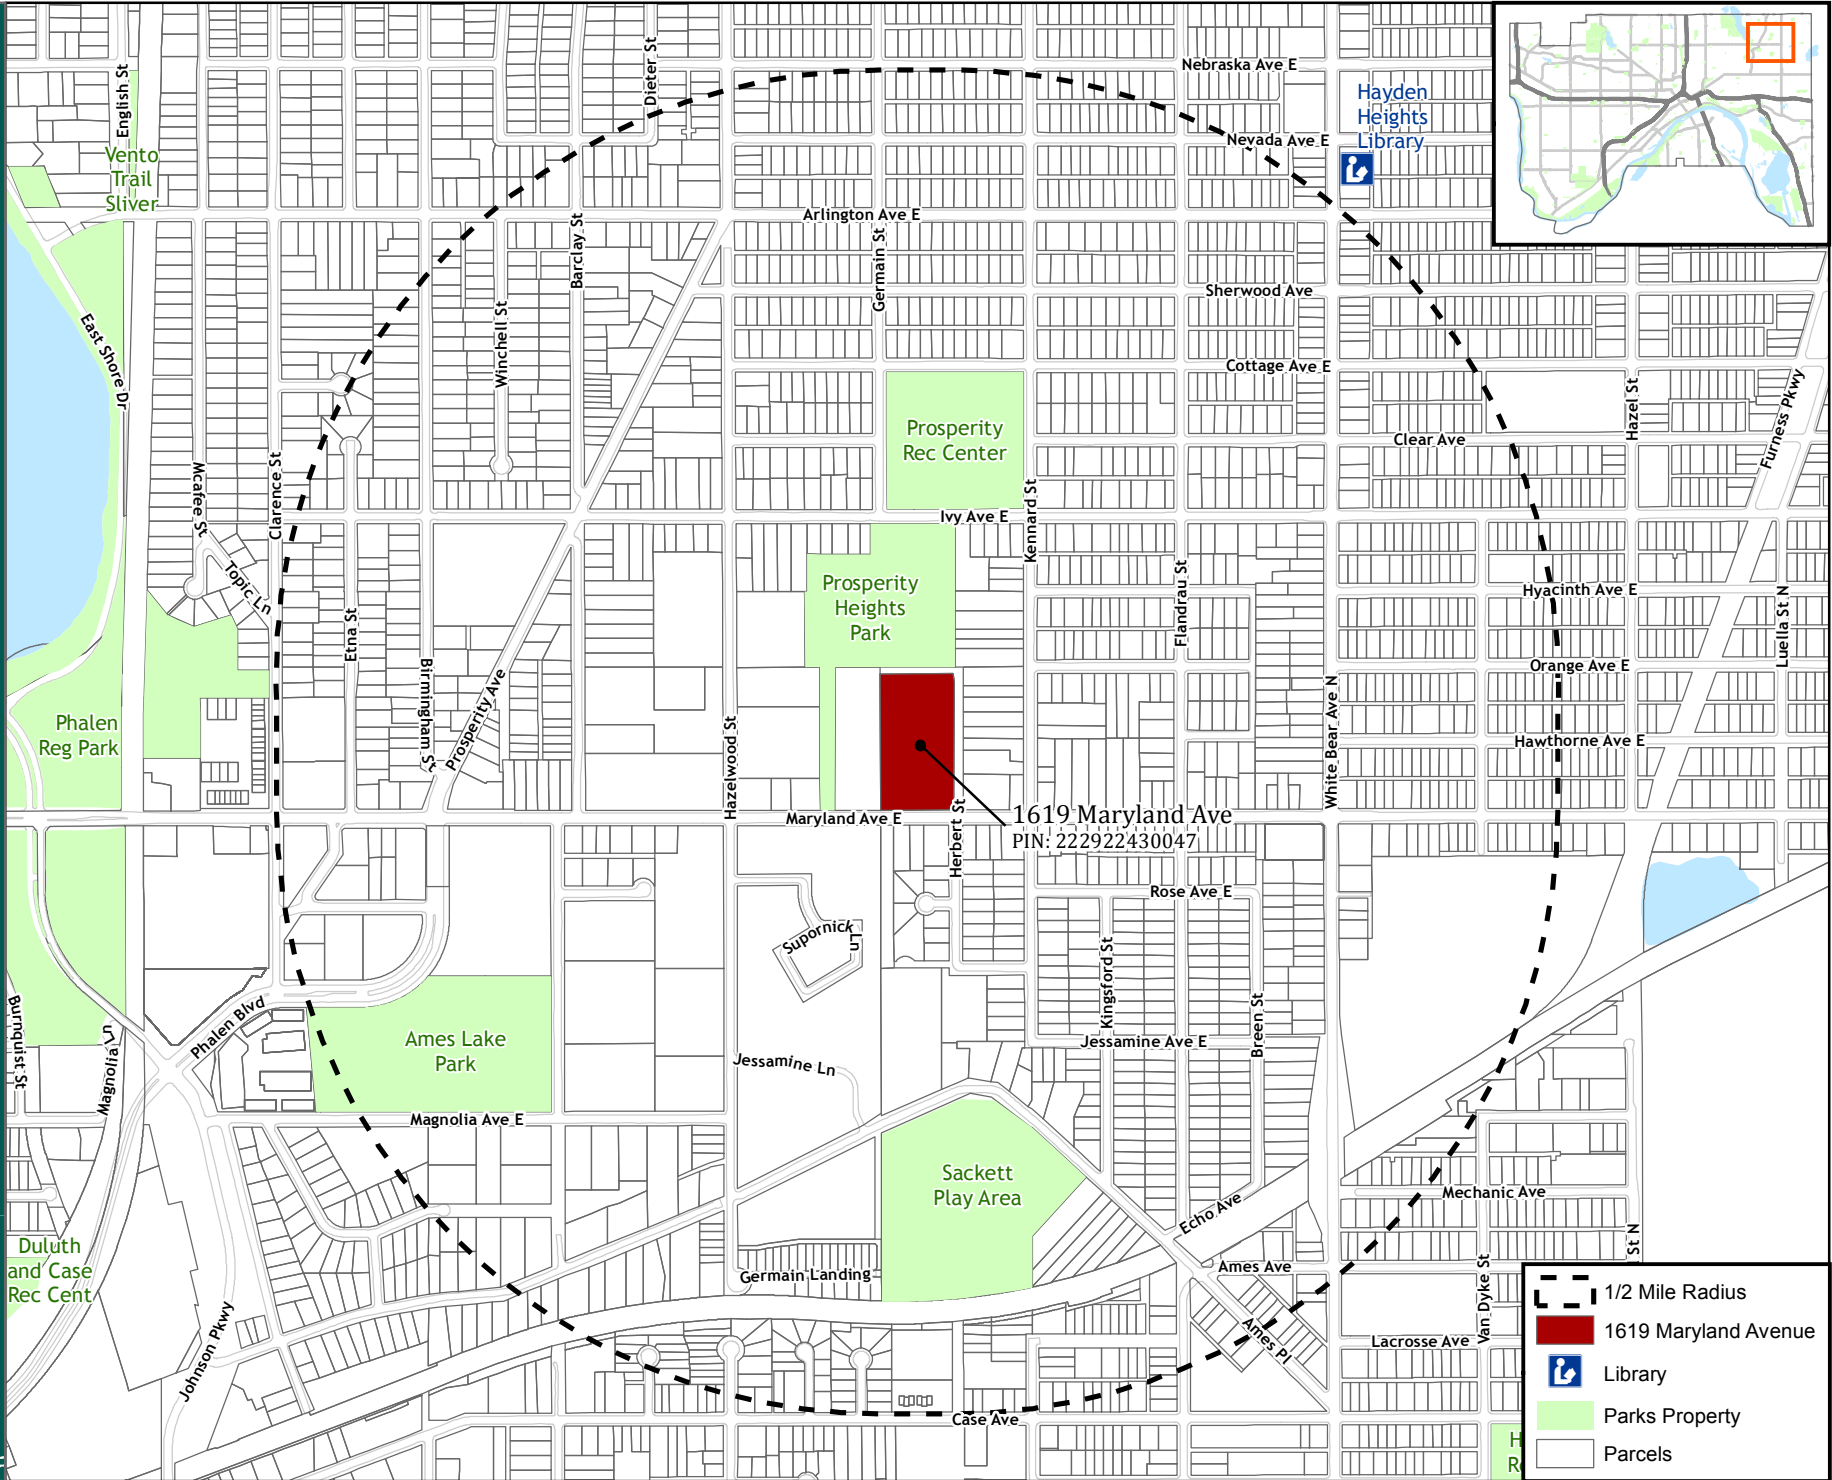 Nebraska Ave E
Hayden
Heights
Library
English St
Dieter St
Vento
Trail
Sliver
Nevada Ave E
Arlington Ave E
Barclay St
Germain St
Sherwood Ave
East Shore Dr
Winchell St
Cottage Ave E
Hazel St
Furness Pkwy
Prosperity
Rec Center
Clear Ave
Mcafee St
Clarence St
Ivy Ave E
Kennard St
Topic Ln
Etna St
Prosperity
Heights
Park
Flandrau St
Hyacinth Ave E
Luella St N
Orange Ave E
Birmingham St
Prosperity Ave
Phalen
Reg Park
Hazelwood St
White Bear Ave N
Hawthorne Ave E
Maryland Ave E
Herbert St
1619 Maryland Ave
PIN: 222922430047
Rose Ave E
Supornick Ln
Kingsford St
Breen St
Burnquist St
Magnolia Ln
Phalen Blvd
Ames Lake
Park
Jessamine Ave E
Jessamine Ln
Magnolia Ave E
Sackett
Play Area
Mechanic Ave
Echo Ave
St N
Duluth
and Case
Rec Cent
Germain Landing
Ames Ave
Van Dyke St
Johnson Pkwy
Ames Pl
Lacrosse Ave
Case Ave
H
R
1/2 Mile Radius
1619 Maryland Avenue
Library
Parks Property
Parcels